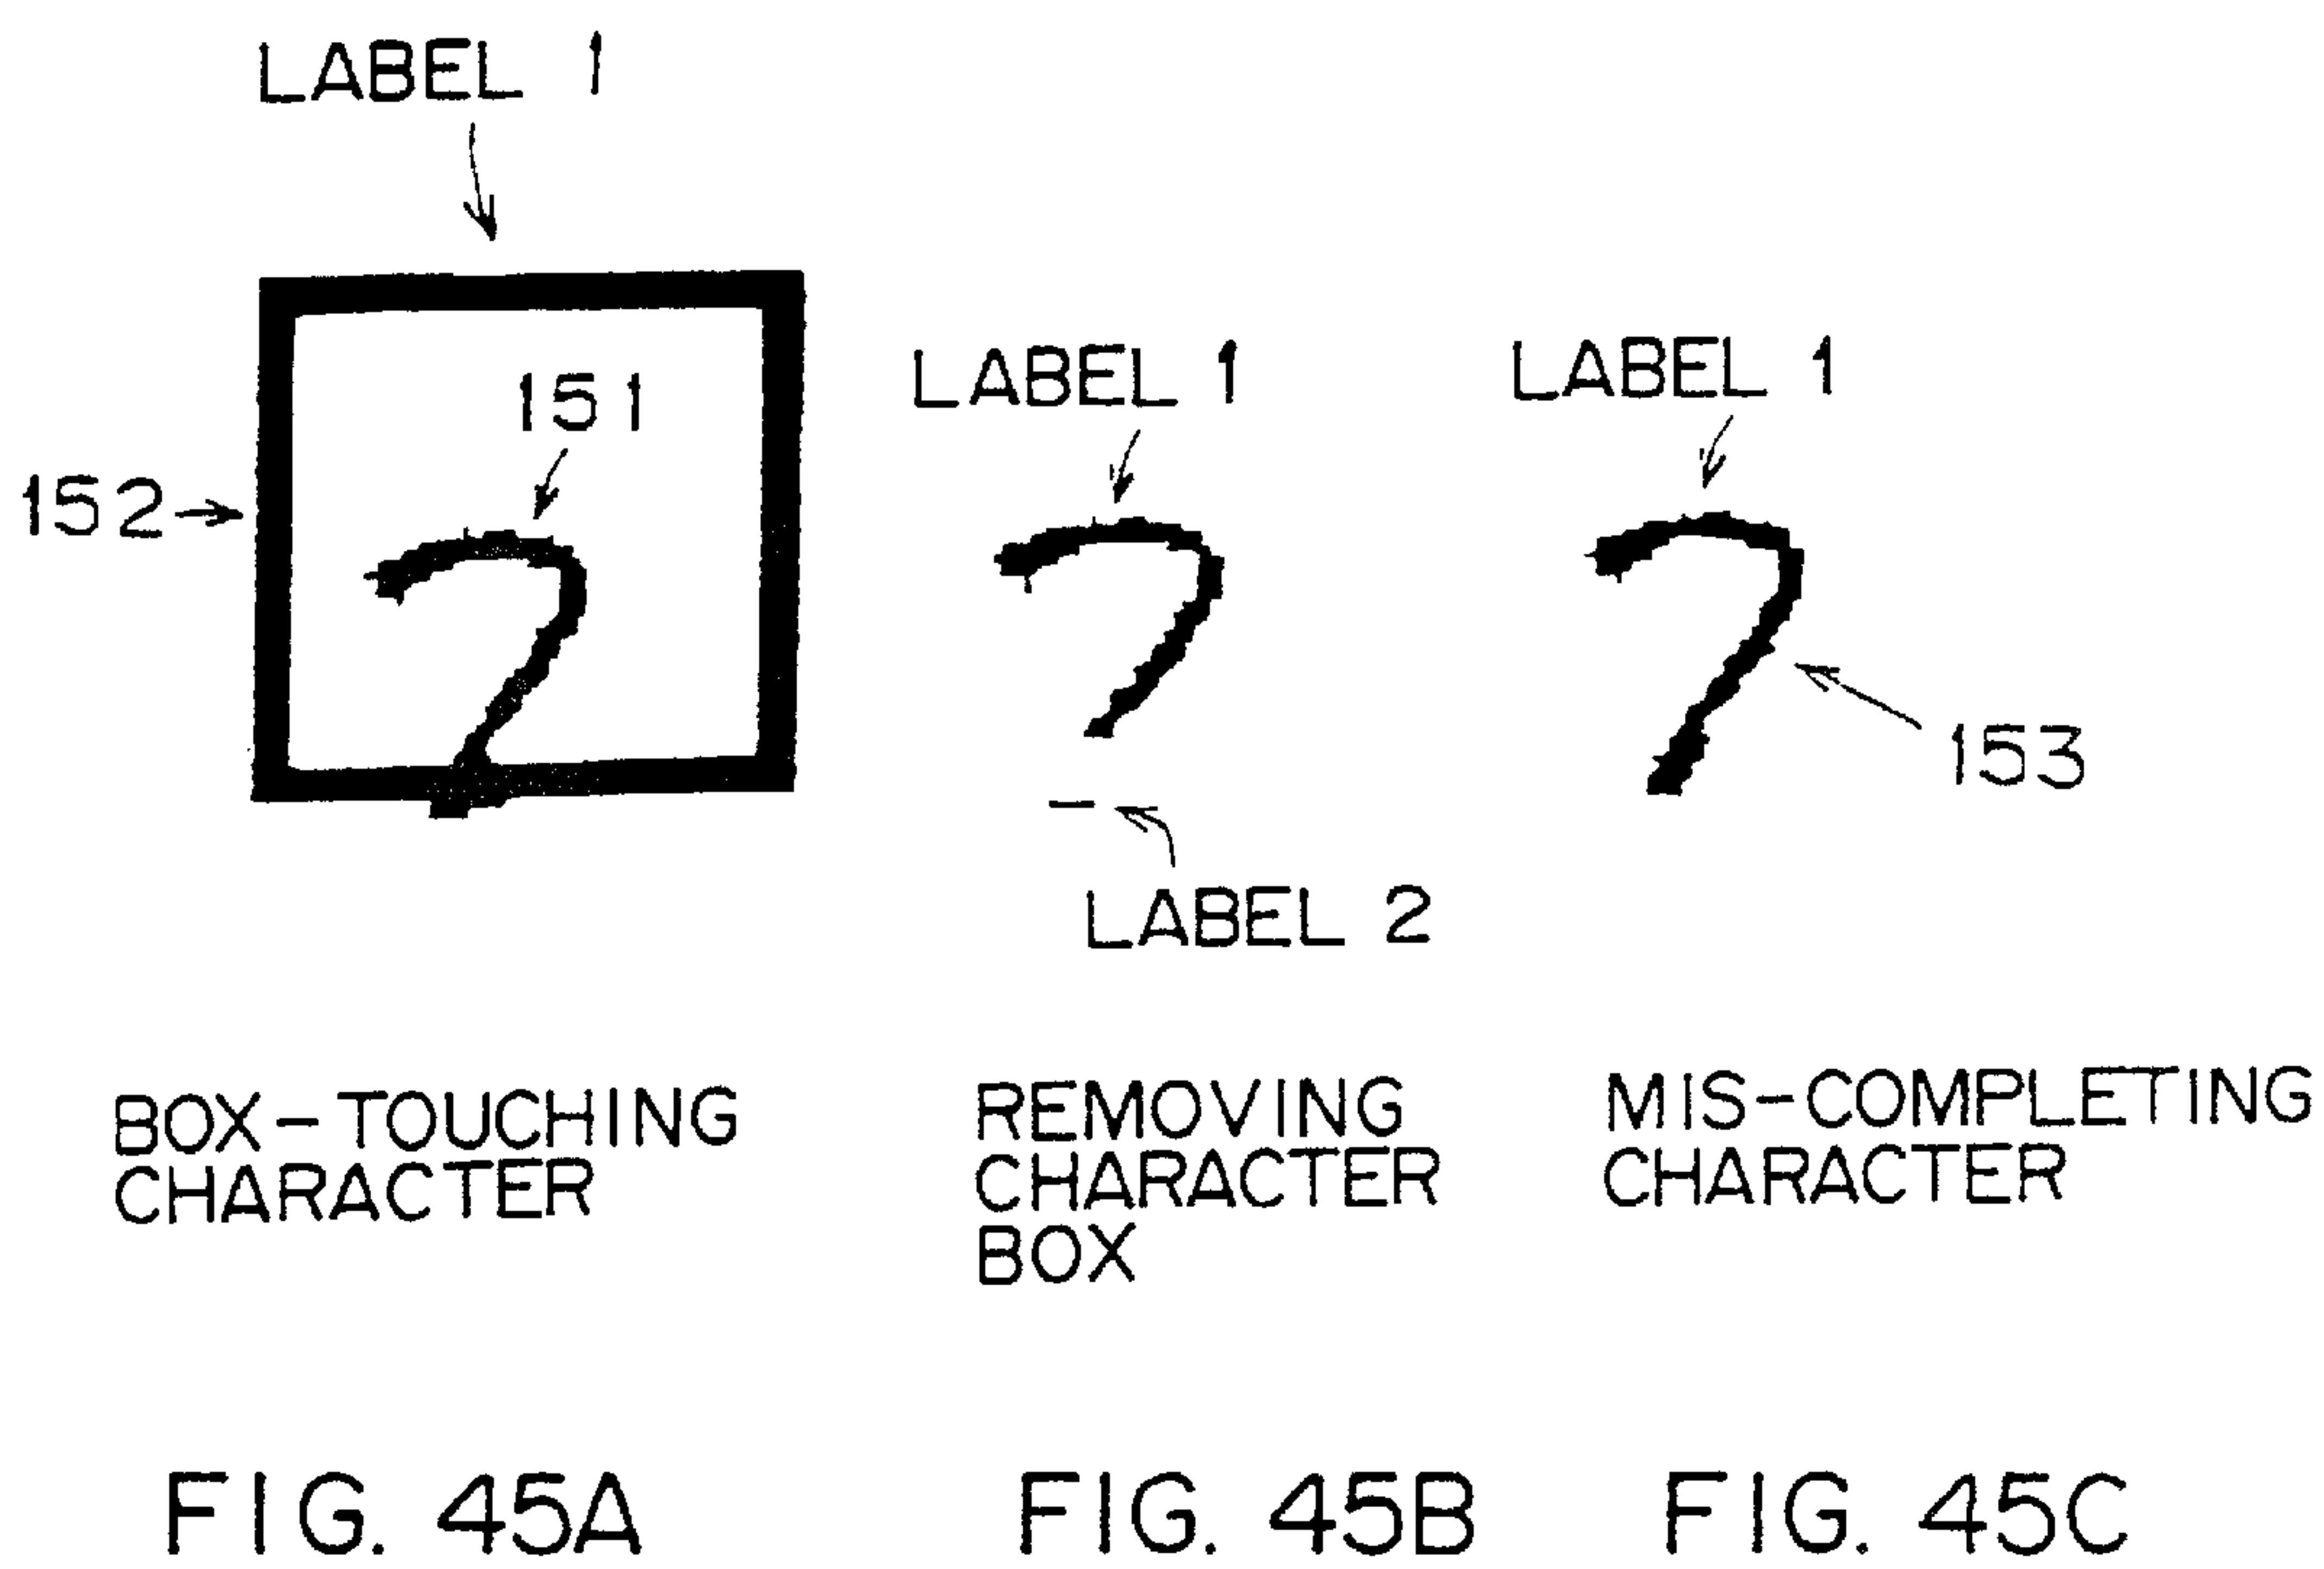 LABEL 1
151
152
LABEL 1
LABEL 2
LABEL 1
153
BOX-TOUCHING
CHARACTER
REMOVING
CHARACTER
BOX
MIS-COMPLETING
CHARACTER
FIG. 45A
FIG. 45B
FIG. 45C